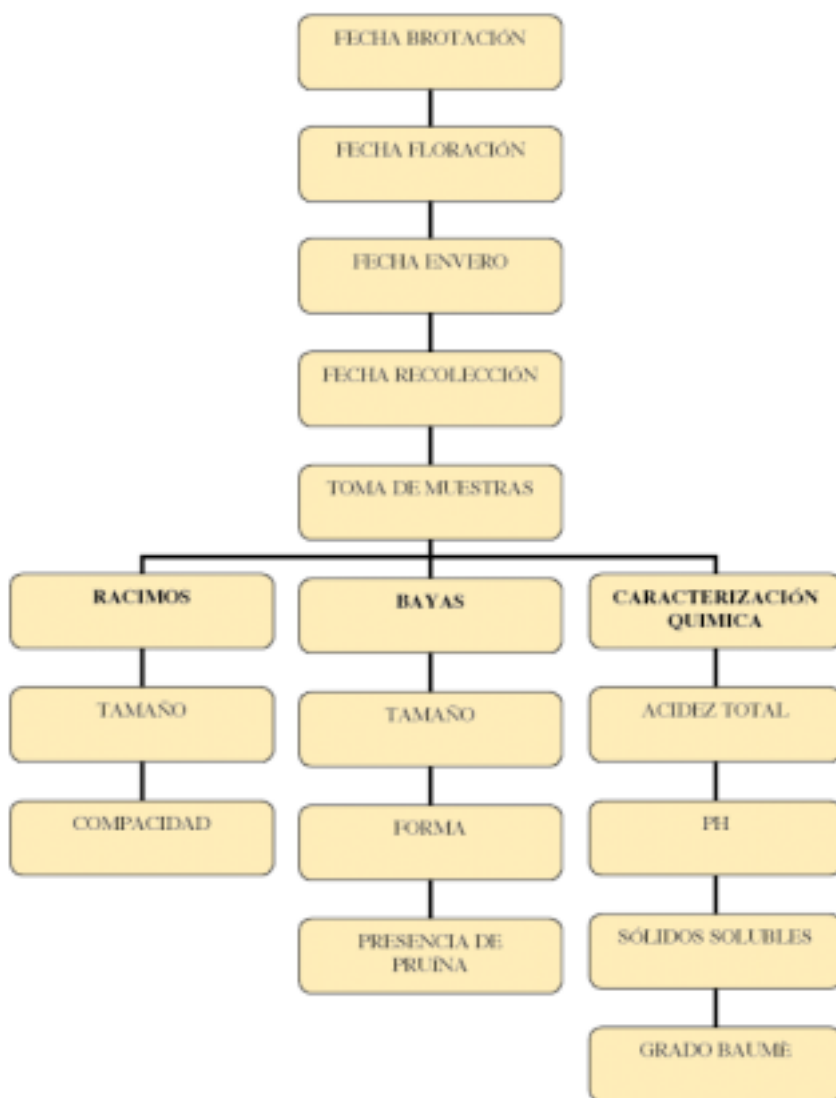 FECHA BROTACIÓN
FECHA FLORACIÓN
FECHA ENVERO
FECHA RECOLECCIÓN
TOMA DE MUESTRAS
RACIMOS
TAMAÑO
COMPACIDAD
BAYAS
TAMAÑO
FORMA
PRESENCIA DE
PRUÍNA
CARACTERIZACIÓN
QUIMICA
ACIDEZ TOTAL
PH
SÓLIDOS SOLUBLES
GRADO BAUMÈ